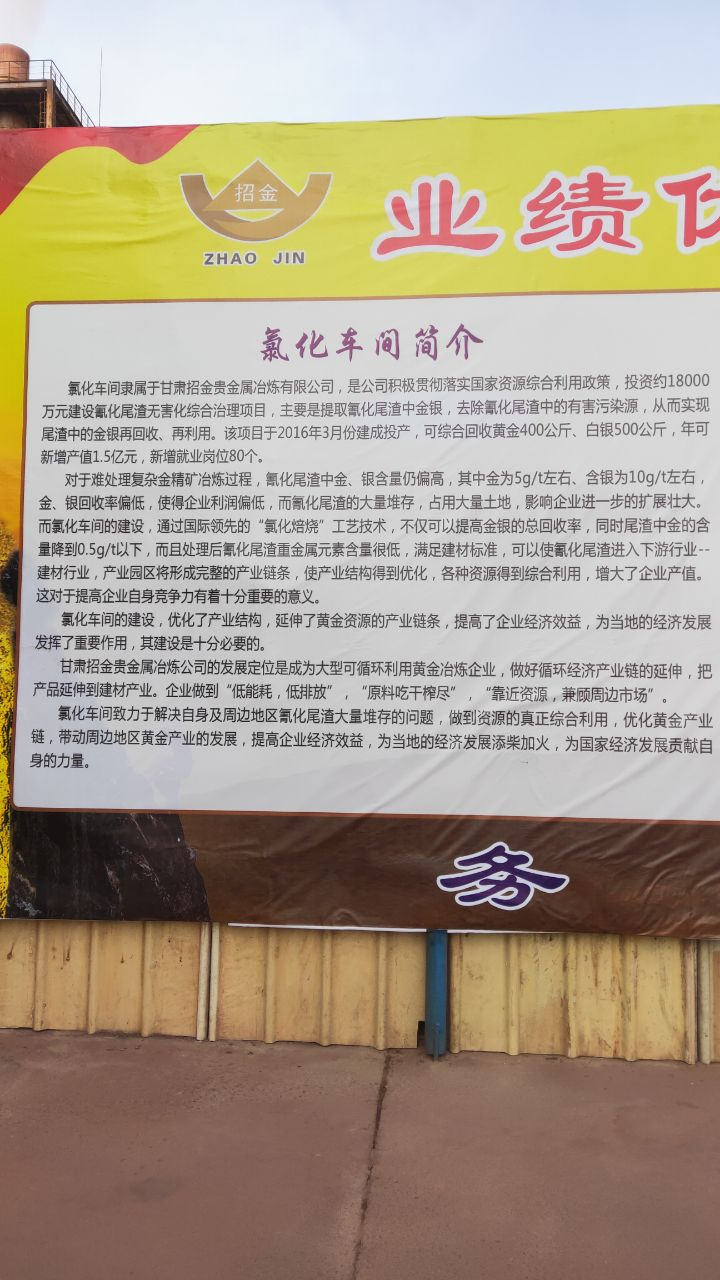 招金
ZHAO JIN
业绩
氯化车间简介
氯化车间隶属于甘肃招金贵金属冶炼有限公司，是公司积极贯彻落实国家资源综合利用政策，投资约18000
万元建设氰化尾渣无害化综合治理项目，主要是提取氰化尾渣中金银，去除氰化尾渣中的有害污染源，从而实现
尾渣中的金银再回收、再利用。该项目于2016年3月份建成投产，可综合回收黄金400公斤、白银500公斤，年可
新增产值1.5亿元，新增就业岗位80个。
对于难处理复杂金精矿冶炼过程，氰化尾渣中金、银含量仍偏高，其中金为5g/t左右、含银为10g/t左右，
金、银回收率偏低，使得企业利润偏低，而氰化尾渣的大量堆存，占用大量土地，影响企业进一步的扩展壮大。
而氯化车间的建设，通过国际领先的“氯化焙烧”工艺技术，不仅可以提高金银的总回收率，同时尾渣中金的含
量降到0.5g/t以下，而且处理后氰化尾渣重金属元素含量很低，满足建材标准，可以使氰化尾渣进入下游行业--
建材行业，产业园区将形成完整的产业链条，使产业结构得到优化，各种资源得到综合利用，增大了企业产值。
这对于提高企业自身竞争力有着十分重要的意义。
氯化车间的建设，优化了产业结构，延伸了黄金资源的产业链条，提高了企业经济效益，为当地的经济发展
发挥了重要作用，其建设是十分必要的。
甘肃招金贵金属冶炼公司的发展定位是成为大型可循环利用黄金冶炼企业，做好循环经济产业链的延伸，把
产品延伸到建材产业。企业做到“低能耗，低排放”，“原料吃干榨尽”，“靠近资源，兼顾周边市场”。
氯化车间致力于解决自身及周边地区氰化尾渣大量堆存的问题，做到资源的真正综合利用，优化黄金产业
链，带动周边地区黄金产业的发展，提高企业经济效益，为当地的经济发展添柴加火，为国家经济发展贡献自
身的力量。
务